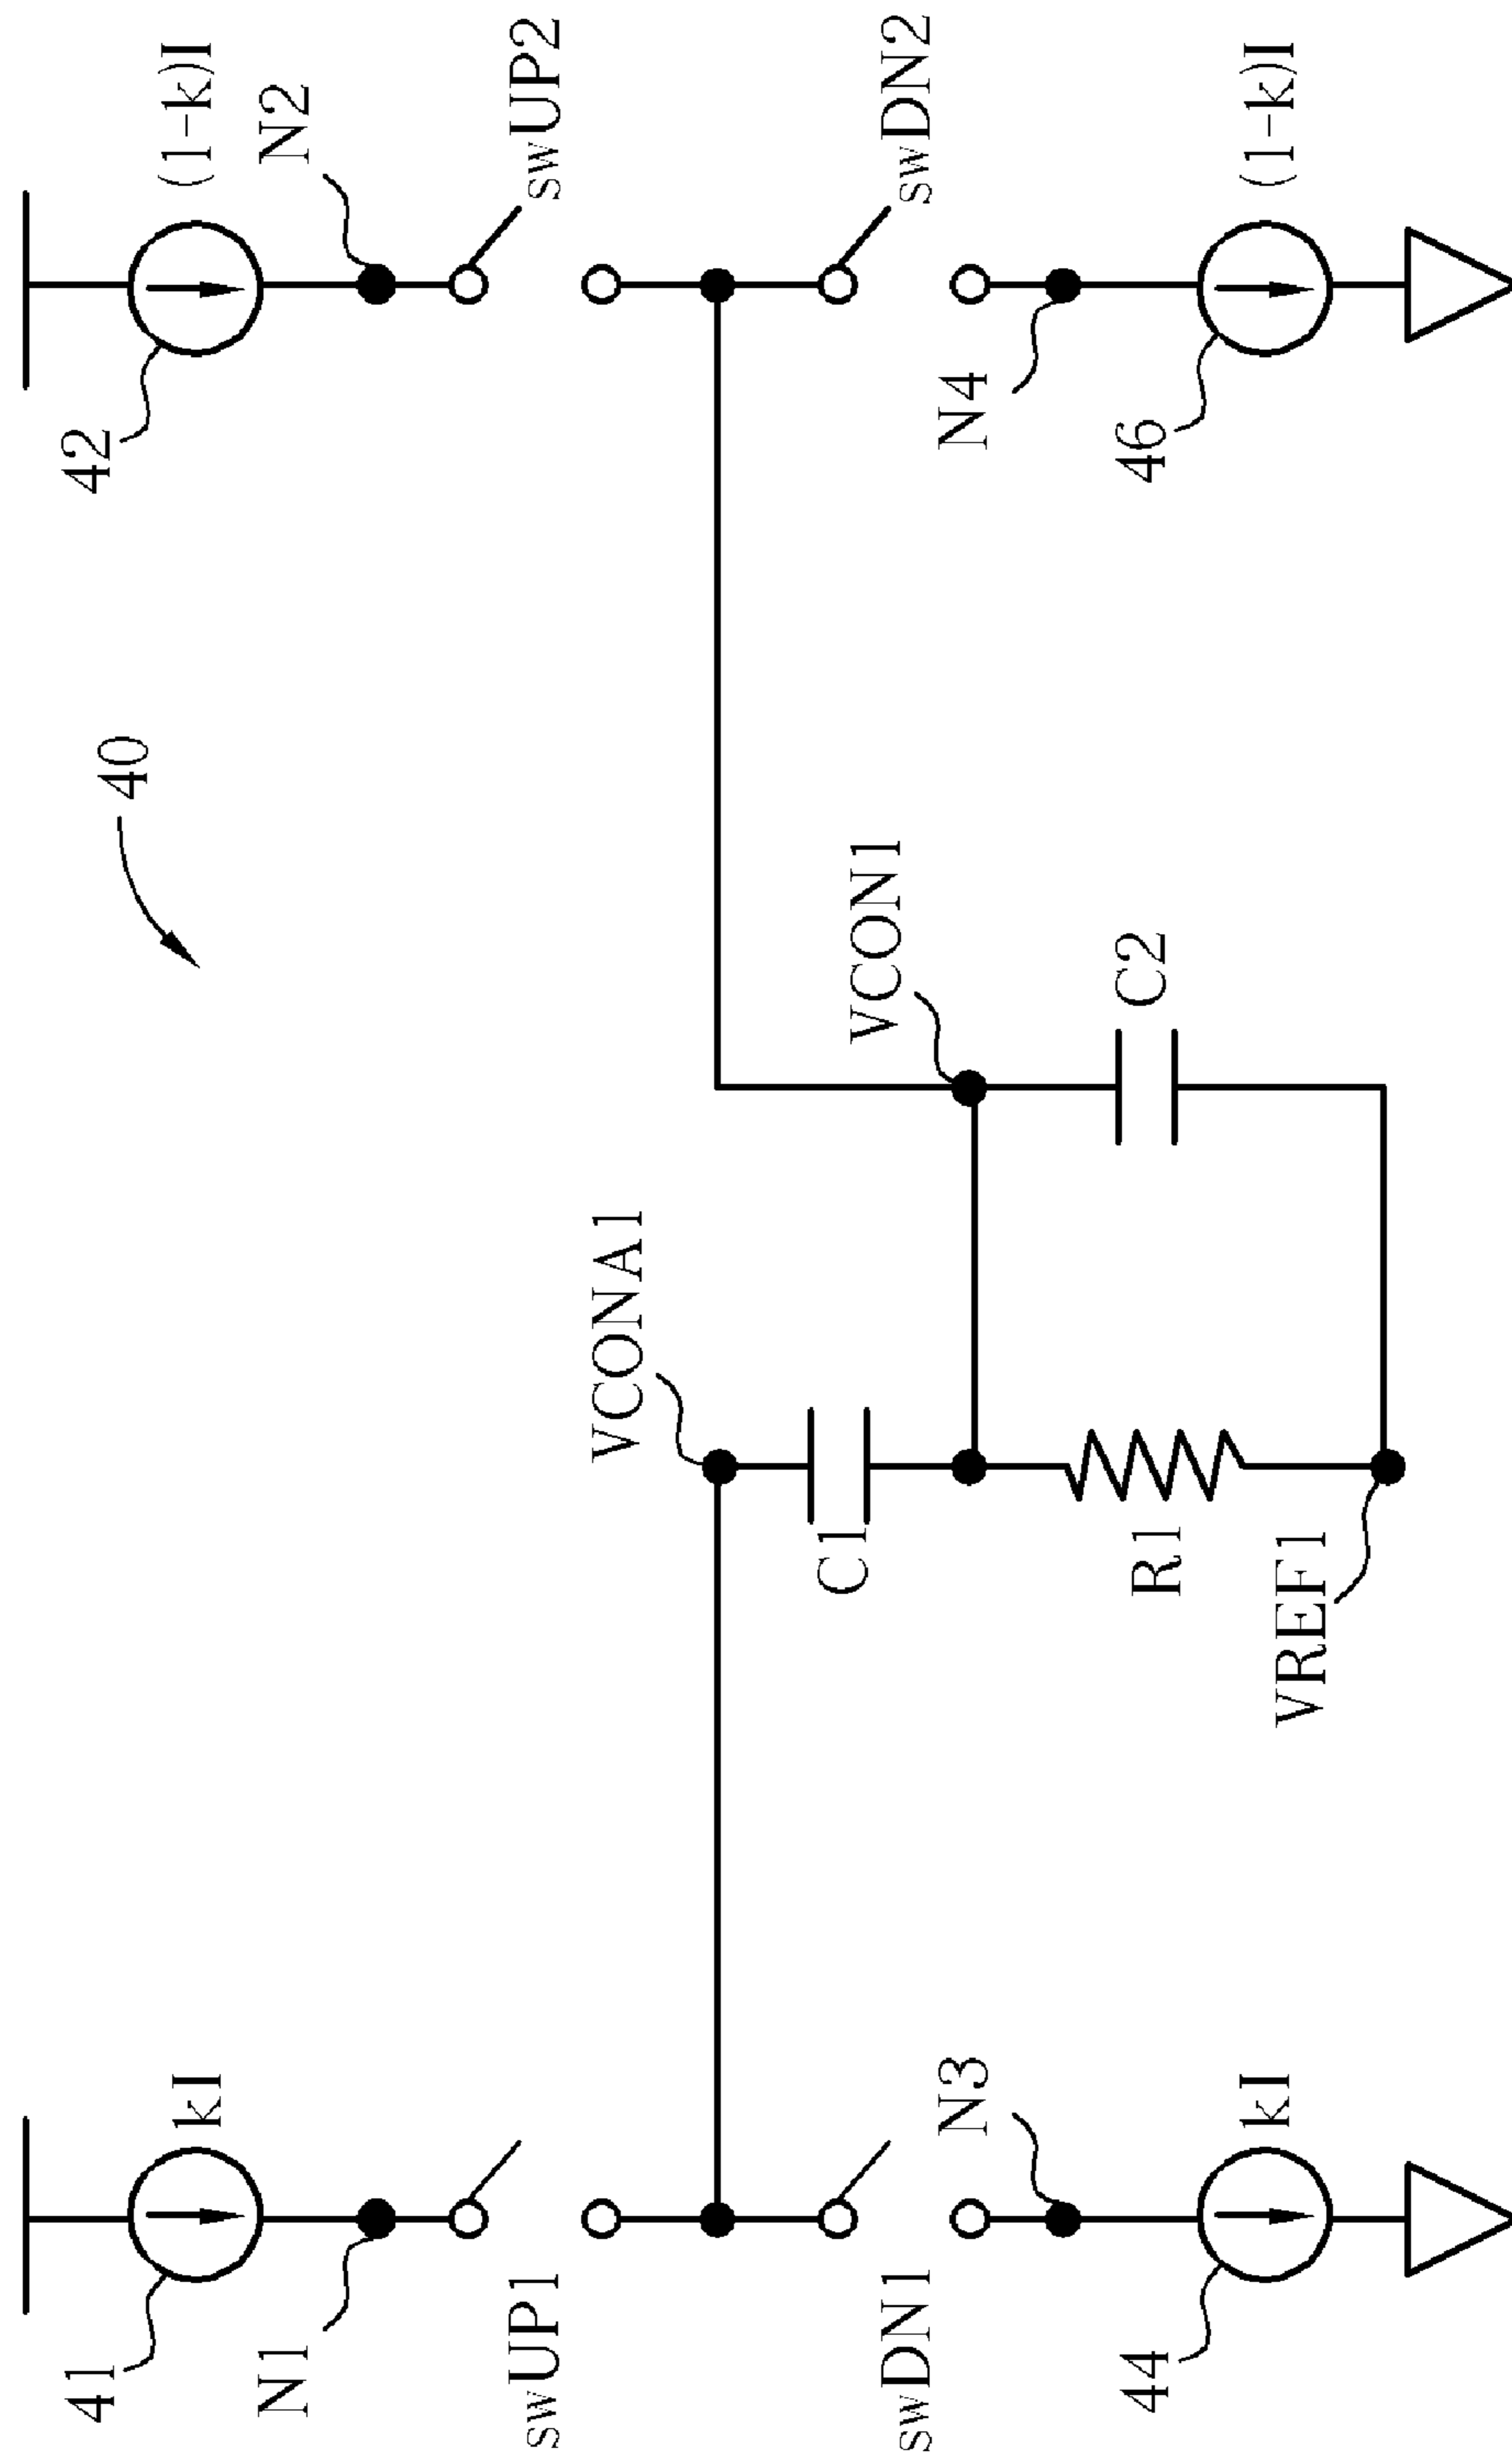 40
41
kI
42
(1-k)I
N1
N2
swUP1
swUP2
VCONA1
C1
VCON1
swDN1
swDN2
N3
N4
R1
C2
VREF1
44
kI
46
(1-k)I